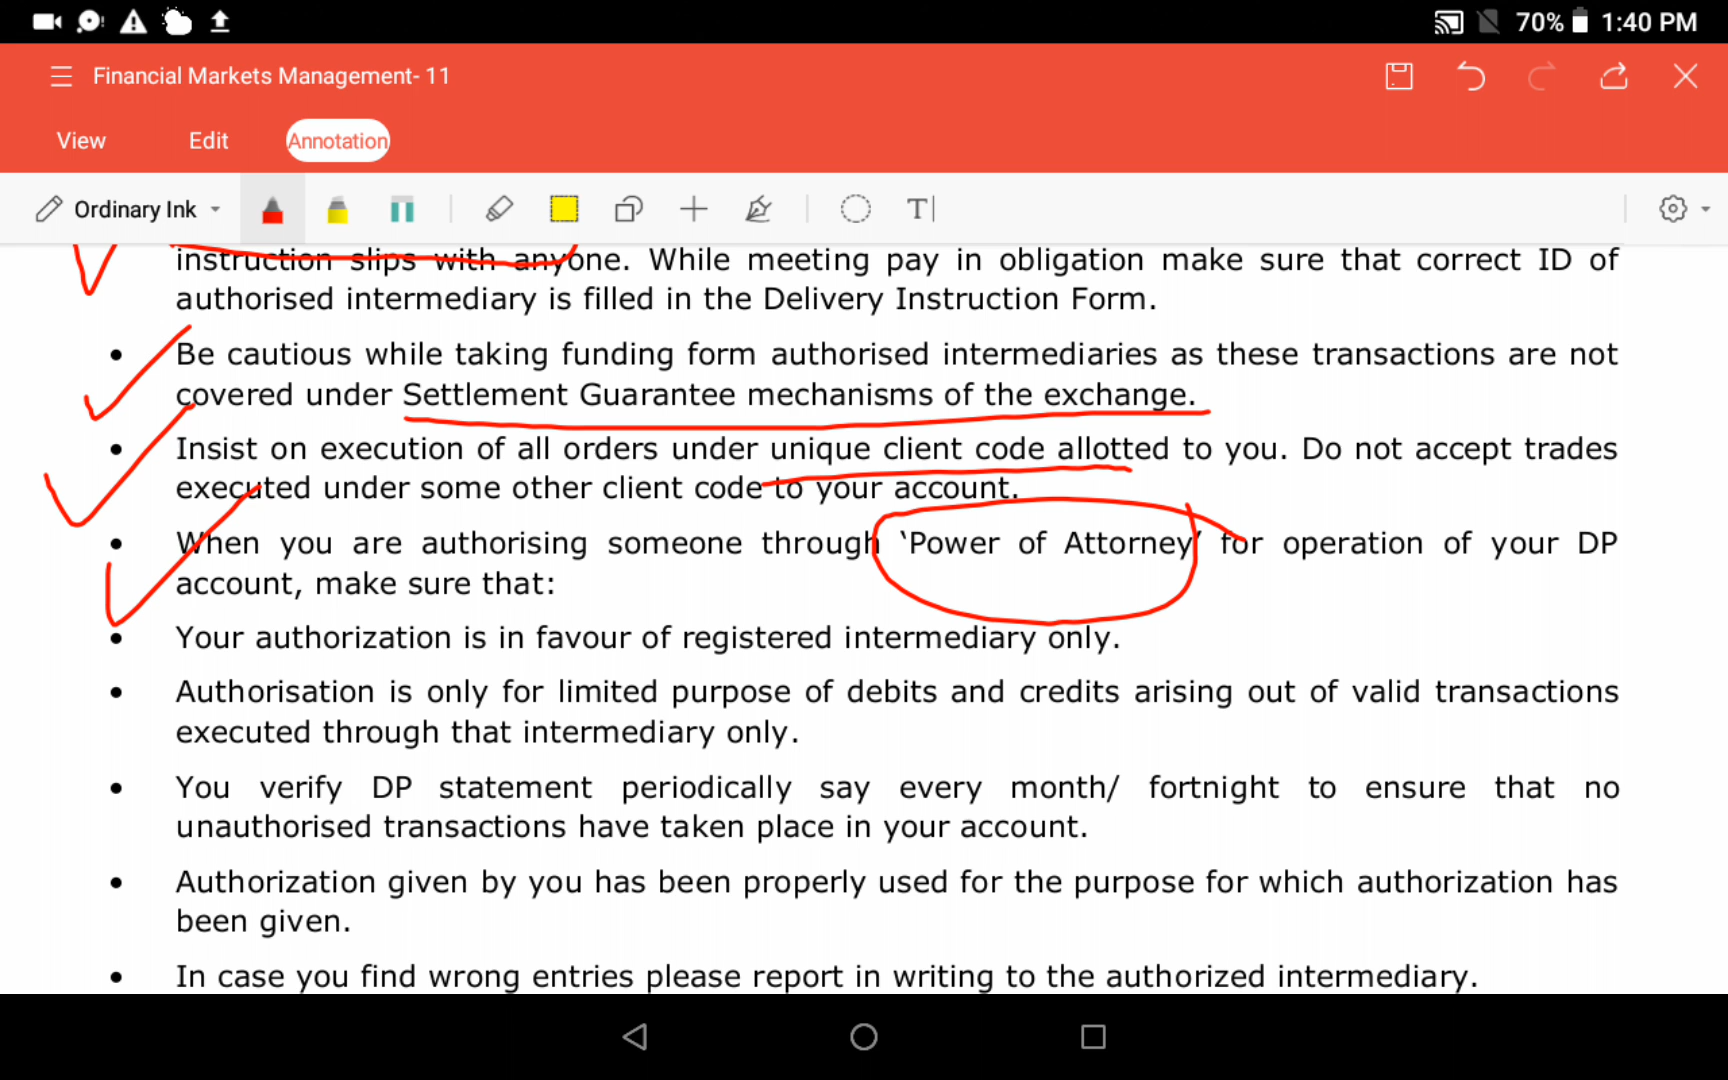 70% 1:40 PM
Financial Markets Management- 11
View Edit Annotation
Ordinary Ink T|
instruction slips with anyone. While meeting pay in obligation make sure that correct ID of
authorised intermediary is filled in the Delivery Instruction Form.
• Be cautious while taking funding form authorised intermediaries as these transactions are not
covered under Settlement Guarantee mechanisms of the exchange.
• Insist on execution of all orders under unique client code allotted to you. Do not accept trades
executed under some other client code to your account.
• When you are authorising someone through ‘Power of Attorney’ for operation of your DP
account, make sure that:
• Your authorization is in favour of registered intermediary only.
• Authorisation is only for limited purpose of debits and credits arising out of valid transactions
executed through that intermediary only.
• You verify DP statement periodically say every month/ fortnight to ensure that no
unauthorised transactions have taken place in your account.
• Authorization given by you has been properly used for the purpose for which authorization has
been given.
• In case you find wrong entries please report in writing to the authorized intermediary.